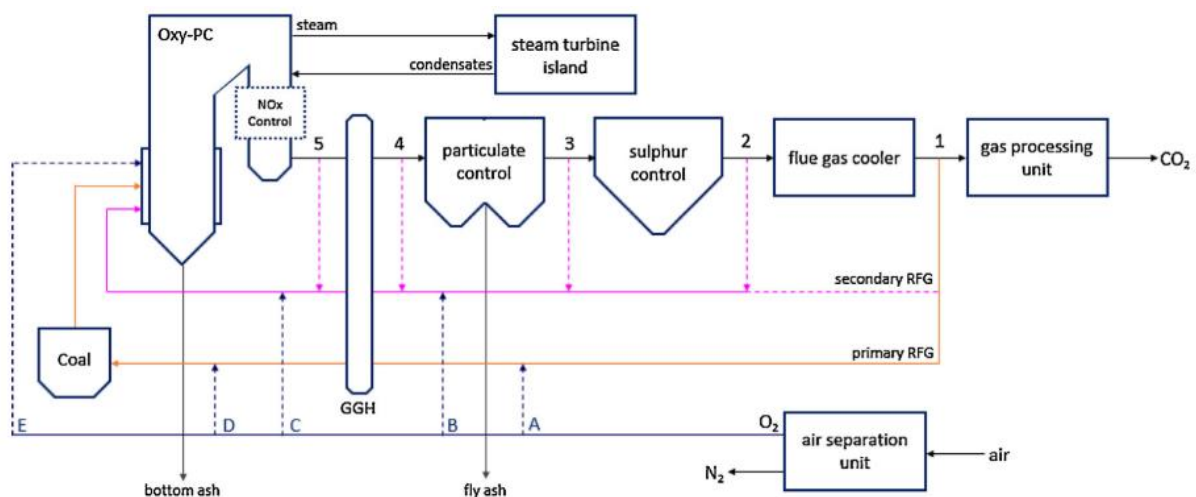 Oxy-PC
steam
steam turbine
island
condensates
NOx
Control
5
4
particulate
control
3
sulphur
control
2
flue gas cooler
1
gas processing
unit
CO₂
secondary RFG
Coal
primary RFG
GGH
E
D
C
B
A
O₂
air separation
unit
air
N₂
bottom ash
fly ash